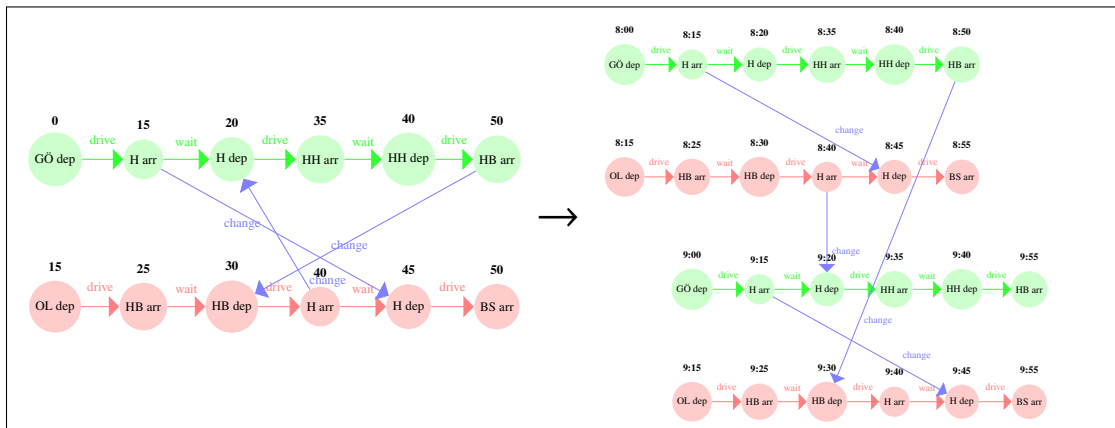 0 15 20 35 40 50
drive wait drive wait drive
GÖ dep H arr H dep HH arr HH dep HB arr
change change
change
15 25 30 40 45 50
drive wait drive wait drive
OL dep HB arr HB dep H arr H dep BS arr
→
8:00 8:15 8:20 8:35 8:40 8:50
drive wait drive wait drive
GÖ dep H arr H dep HH arr HH dep HB arr
change
8:15 8:25 8:30 8:40 8:45 8:55
drive wait drive wait drive
OL dep HB arr HB dep H arr H dep BS arr
change
9:00 9:15 9:20 9:35 9:40 9:55
drive wait drive wait drive
GÖ dep H arr H dep HH arr HH dep HB arr
change
change
9:15 9:25 9:30 9:40 9:45 9:55
drive wait drive wait drive
OL dep HB arr HB dep H arr H dep BS arr